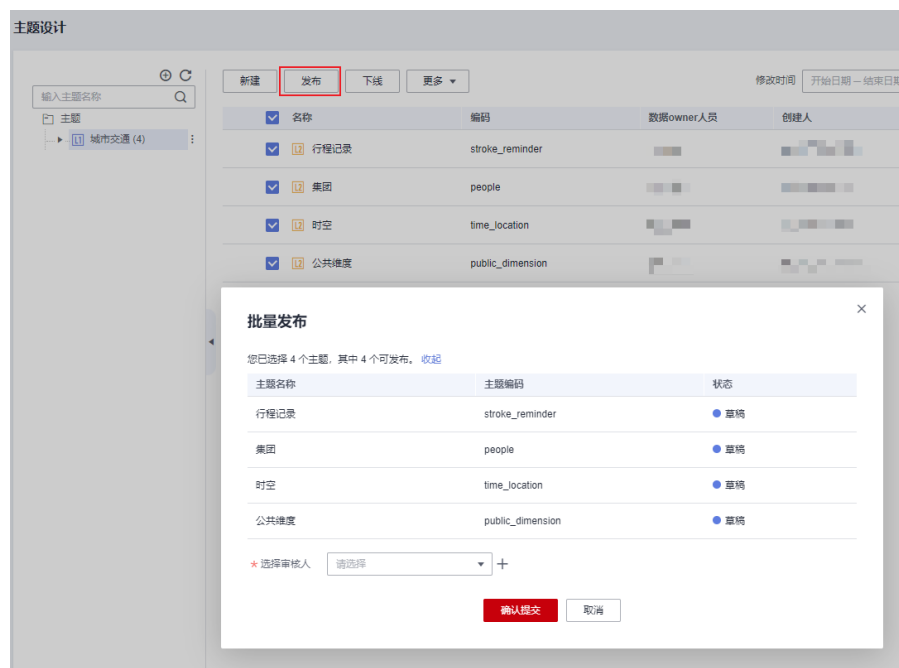 主题设计
输入主题名称
主题
L1 城市交通 (4)
新建 发布 下线 更多 修改时间 开始日期 – 结束日期
名称 编码 数据owner人员 创建人
L2 行程记录 stroke_reminder
L2 集团 people
L2 时空 time_location
L2 公共维度 public_dimension
批量发布
您已选择 4 个主题，其中 4 个可发布。 收起
主题名称 主题编码 状态
行程记录 stroke_reminder 草稿
集团 people 草稿
时空 time_location 草稿
公共维度 public_dimension 草稿
* 选择审核人 请选择
确认提交 取消